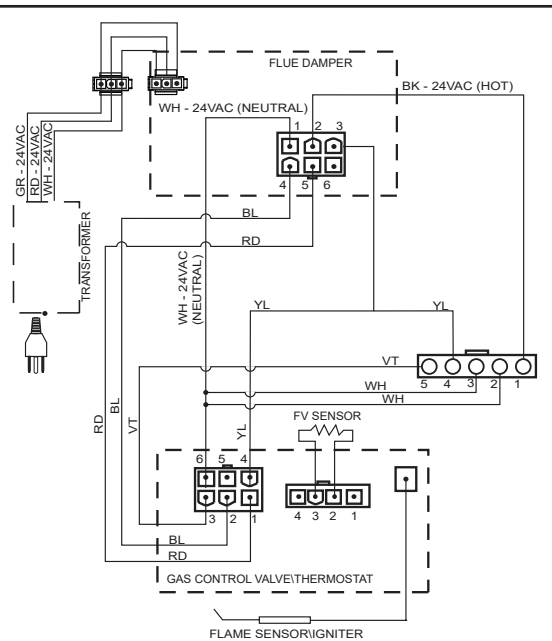 FLUE DAMPER
BK - 24VAC (HOT)
WH - 24VAC (NEUTRAL)
1 2 3
4 5 6
GR - 24VAC
RD - 24VAC
WH - 24VAC
TRANSFORMER
BL
RD
WH - 24VAC
(NEUTRAL)
YL
YL
VT
5 4 3 2 1
WH
WH
RD
BL
VT
YL
FV SENSOR
6 5 4
3 2 1
4 3 2 1
BL
RD
GAS CONTROL VALVE\THERMOSTAT
FLAME SENSOR\IGNITER